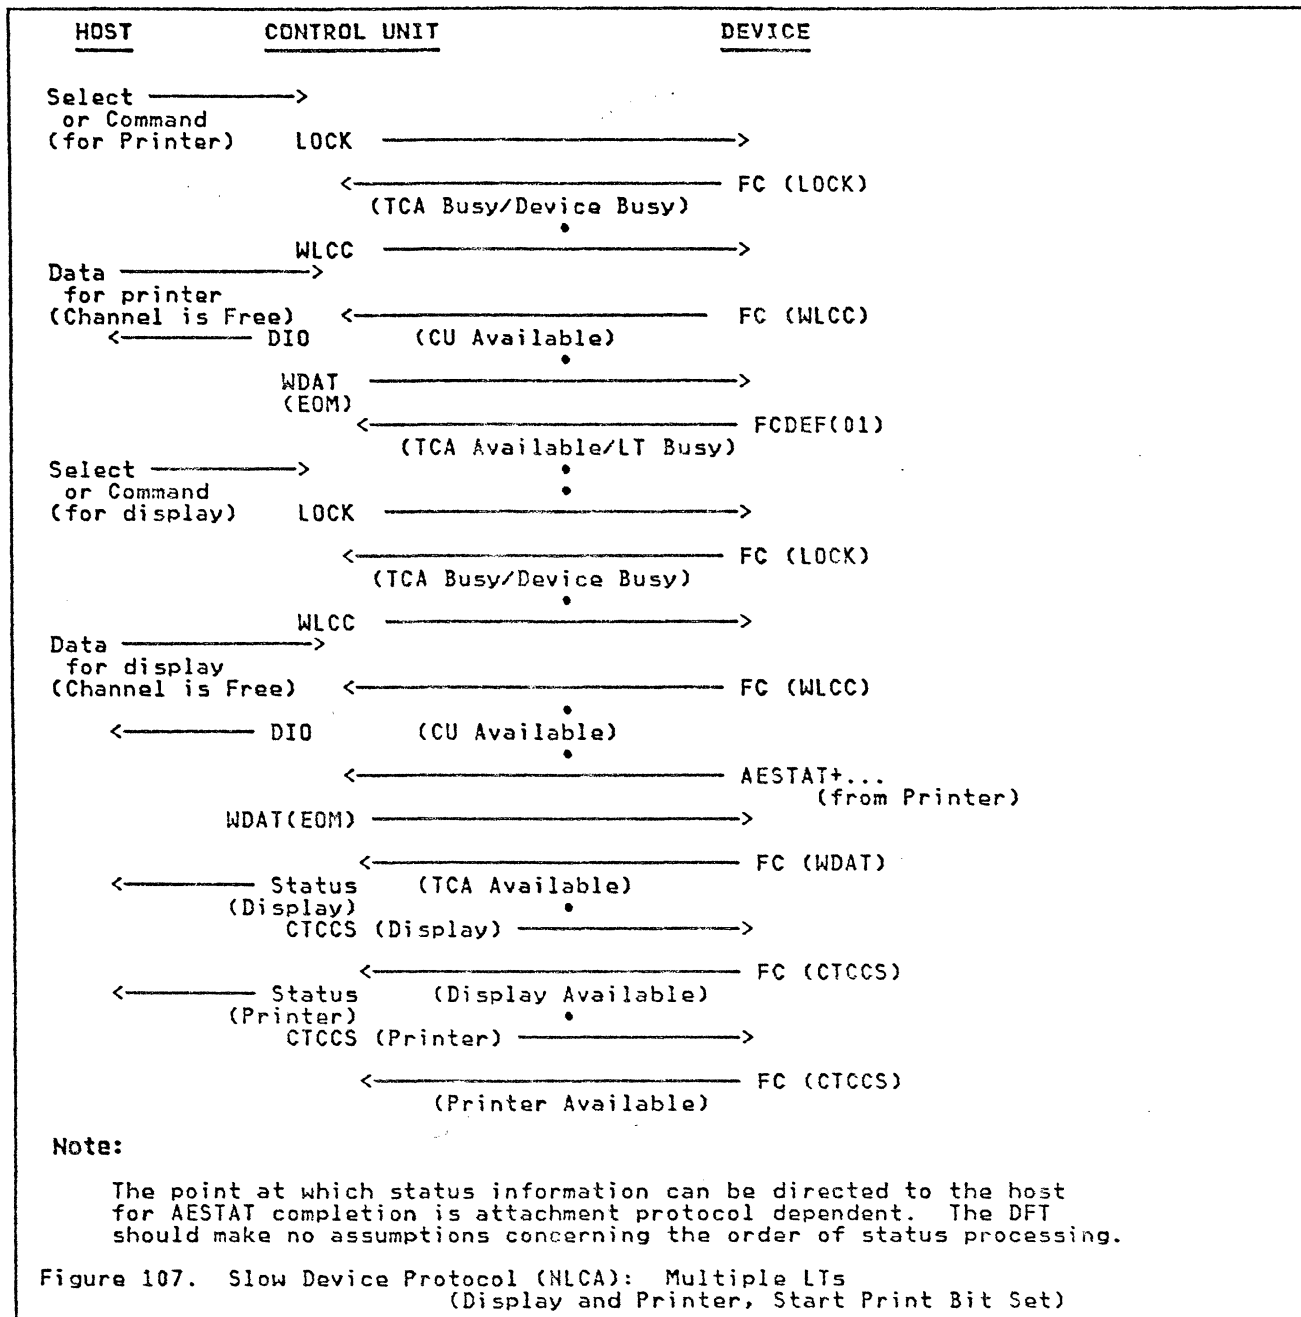 HOST CONTROL UNIT DEVICE
Select ———>
or Command
(for Printer) LOCK ———>
<——— FC (LOCK)
(TCA Busy/Device Busy)
•
WLCC ———>
Data ———>
for printer
(Channel is Free) <——— FC (WLCC)
<——— DIO (CU Available)
•
WDAT ———>
(EOM)
<——— FCDEF(01)
(TCA Available/LT Busy)
Select ———> •
or Command •
(for display) LOCK ———>
<——— FC (LOCK)
(TCA Busy/Device Busy)
•
WLCC ———>
Data ———>
for display
(Channel is Free) <——— FC (WLCC)
•
<——— DIO (CU Available)
•
<——— AESTAT+...
(from Printer)
WDAT(EOM) ———>
<——— FC (WDAT)
<——— Status (TCA Available)
(Display) •
CTCCS (Display) ———>
<——— FC (CTCCS)
<——— Status (Display Available)
(Printer) •
CTCCS (Printer) ———>
<——— FC (CTCCS)
(Printer Available)
Note:
The point at which status information can be directed to the host
for AESTAT completion is attachment protocol dependent. The DFT
should make no assumptions concerning the order of status processing.
Figure 107. Slow Device Protocol (NLCA): Multiple LTs
(Display and Printer, Start Print Bit Set)